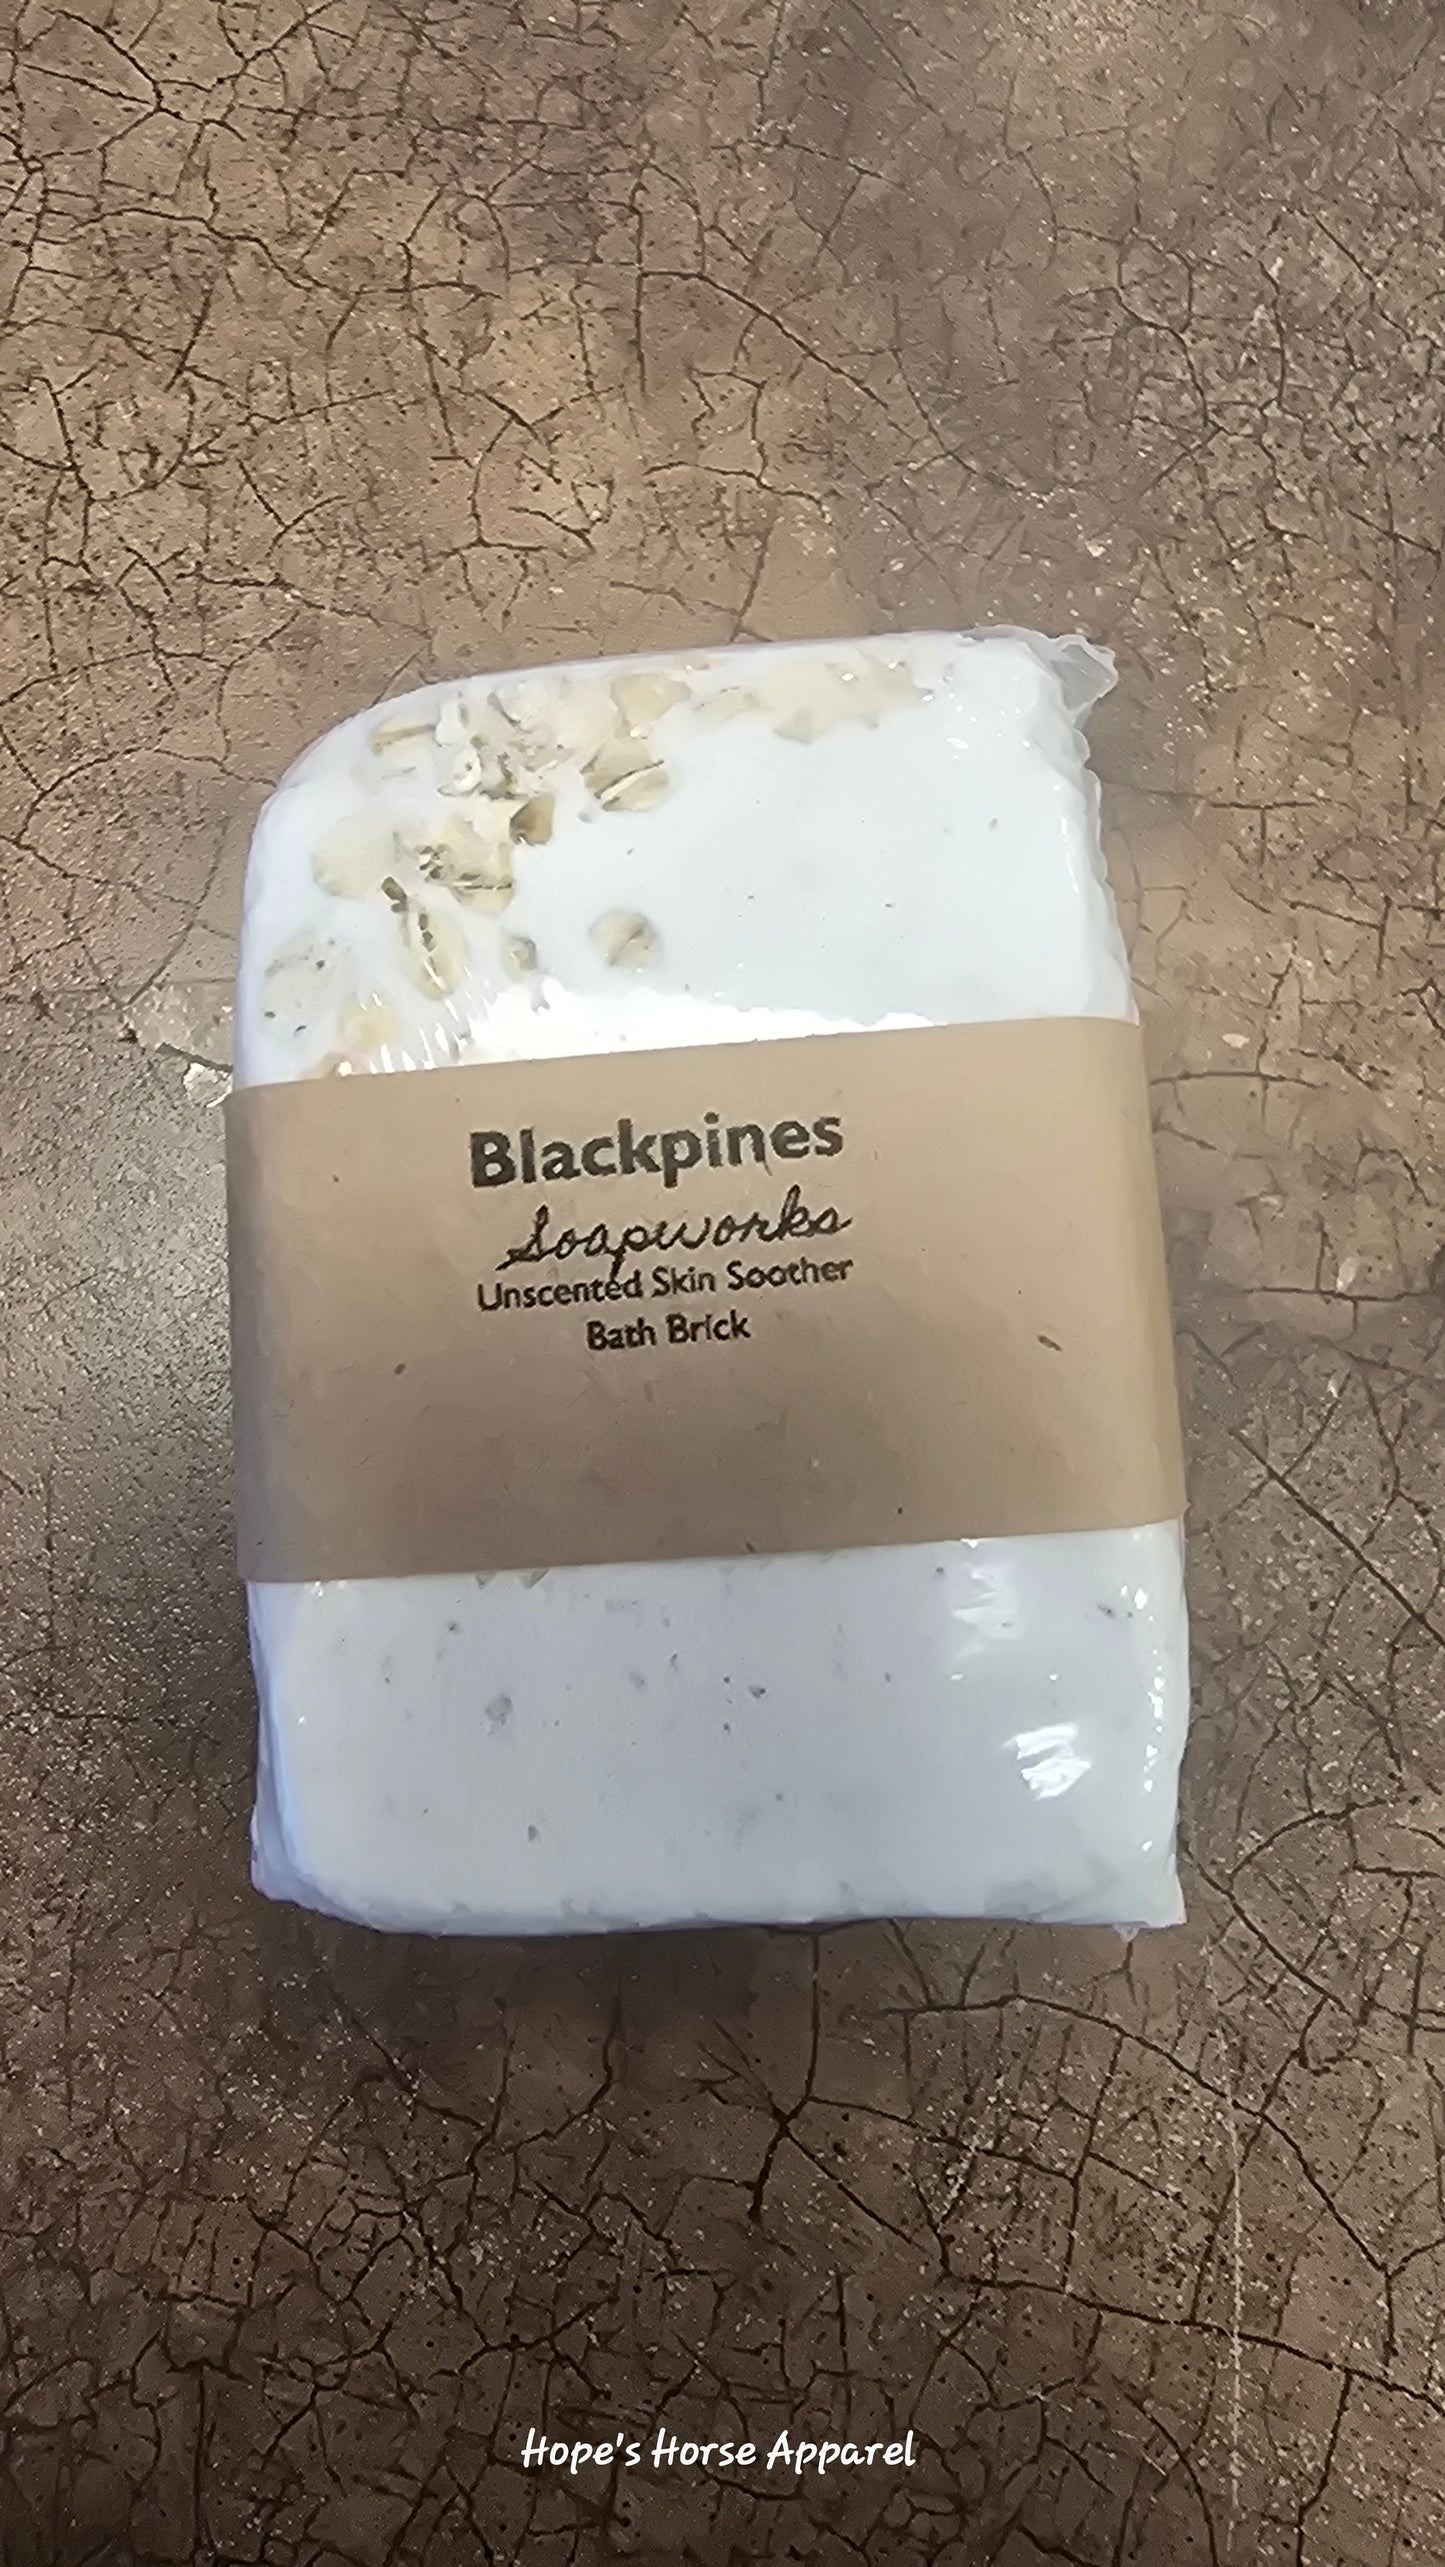 Blackpines
Soapworks
Unscented Skin Soother
Bath Brick
Hope's Horse Apparel